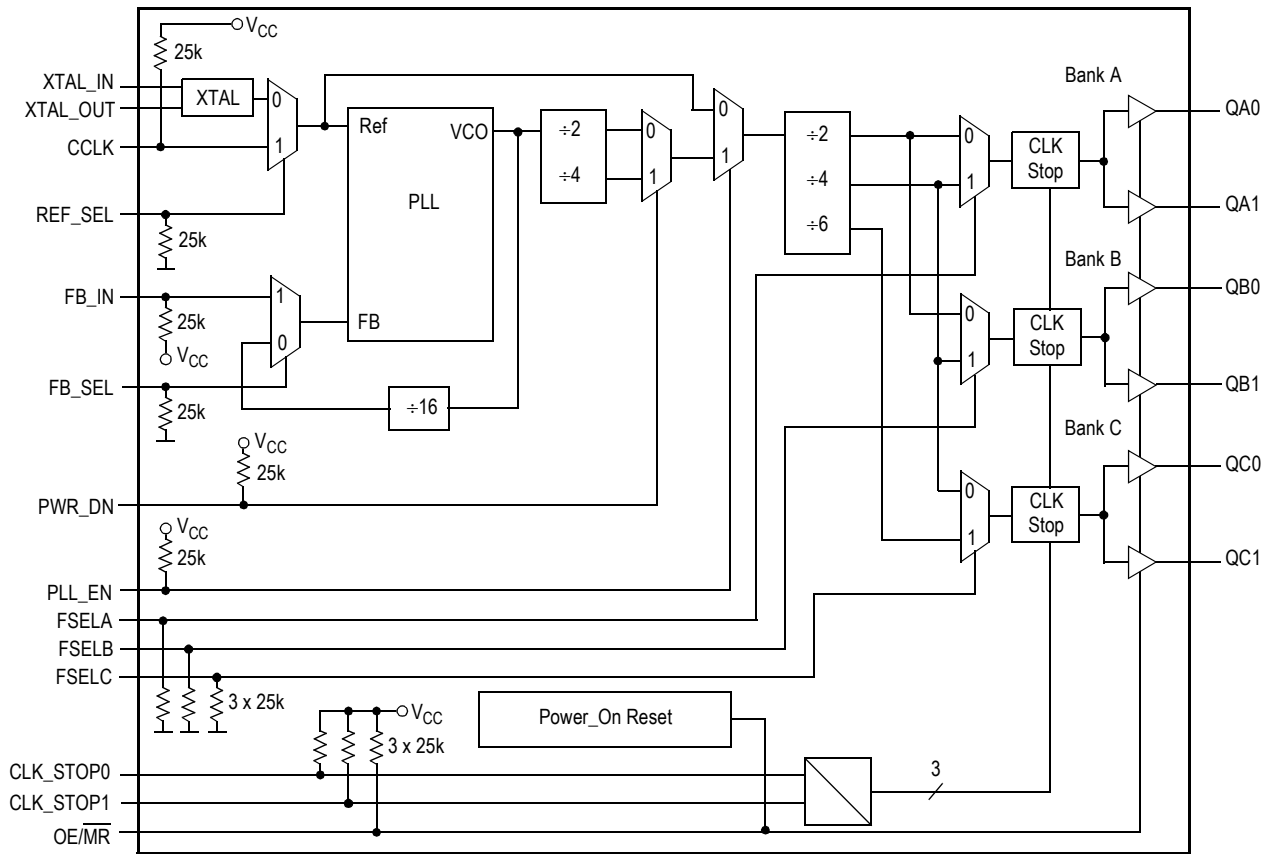 VCC
25k
XTAL_IN
XTAL_OUT
XTAL
CCLK
0
1
REF_SEL
25k
Ref
VCO
PLL
FB
÷2
÷4
0
1
0
1
÷2
÷4
÷6
FB_IN
25k
VCC
1
0
FB_SEL
25k
÷16
VCC
25k
PWR_DN
VCC
25k
PLL_EN
FSELA
FSELB
FSELC
3 x 25k
VCC
3 x 25k
Power_On Reset
CLK_STOP0
CLK_STOP1
OE/MR
3
Bank A
0
1
CLK
Stop
QA0
QA1
Bank B
0
1
CLK
Stop
QB0
QB1
Bank C
0
1
CLK
Stop
QC0
QC1